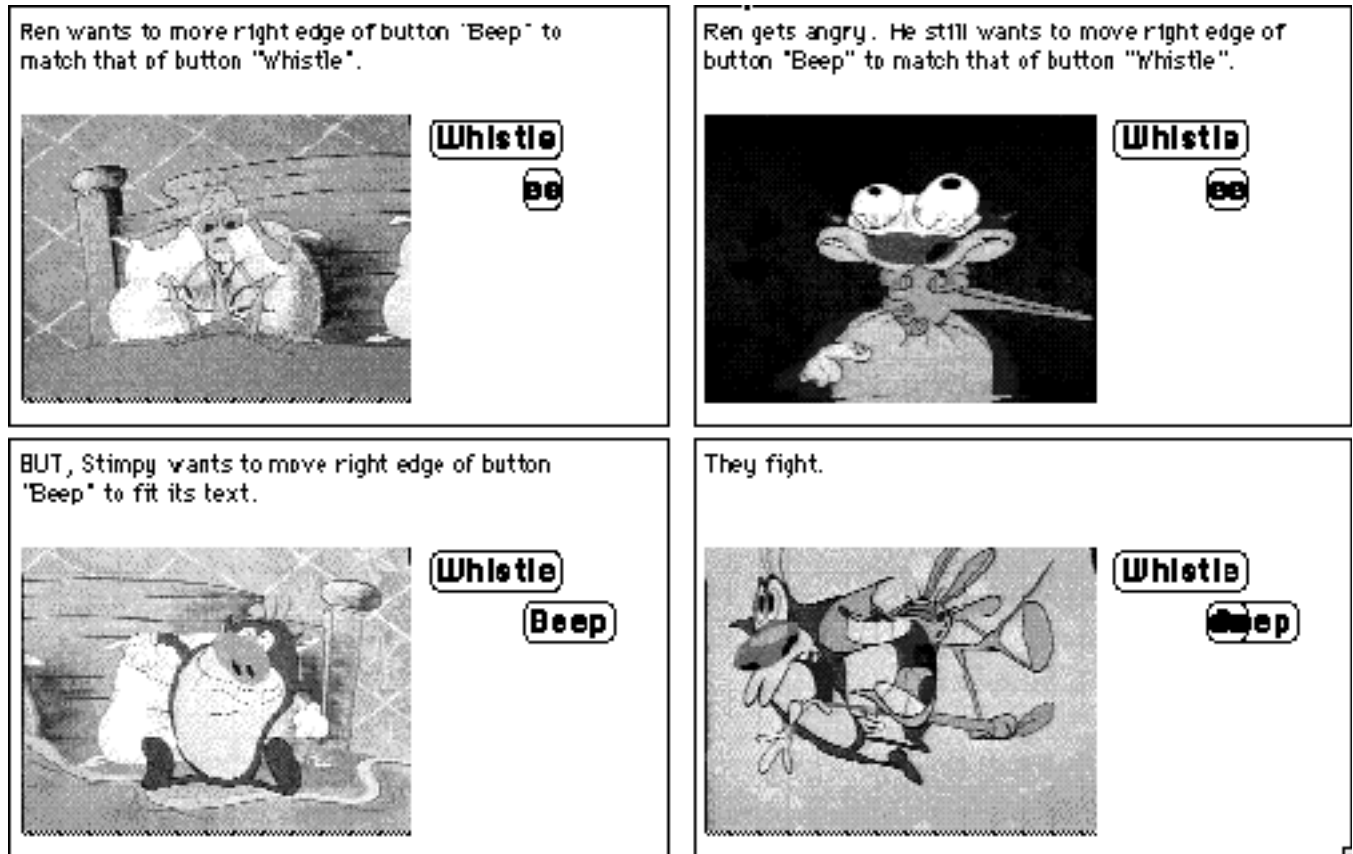 Ren wants to move right edge of button "Beep" to
match that of button "Whistle".
Whistle
ee
Ren gets angry. He still wants to move right edge of
button "Beep" to match that of button "Whistle".
Whistle
ee
BUT, Stimpy wants to move right edge of button
"Beep" to fit its text.
Whistle
Beep
They fight.
Whistle
eep